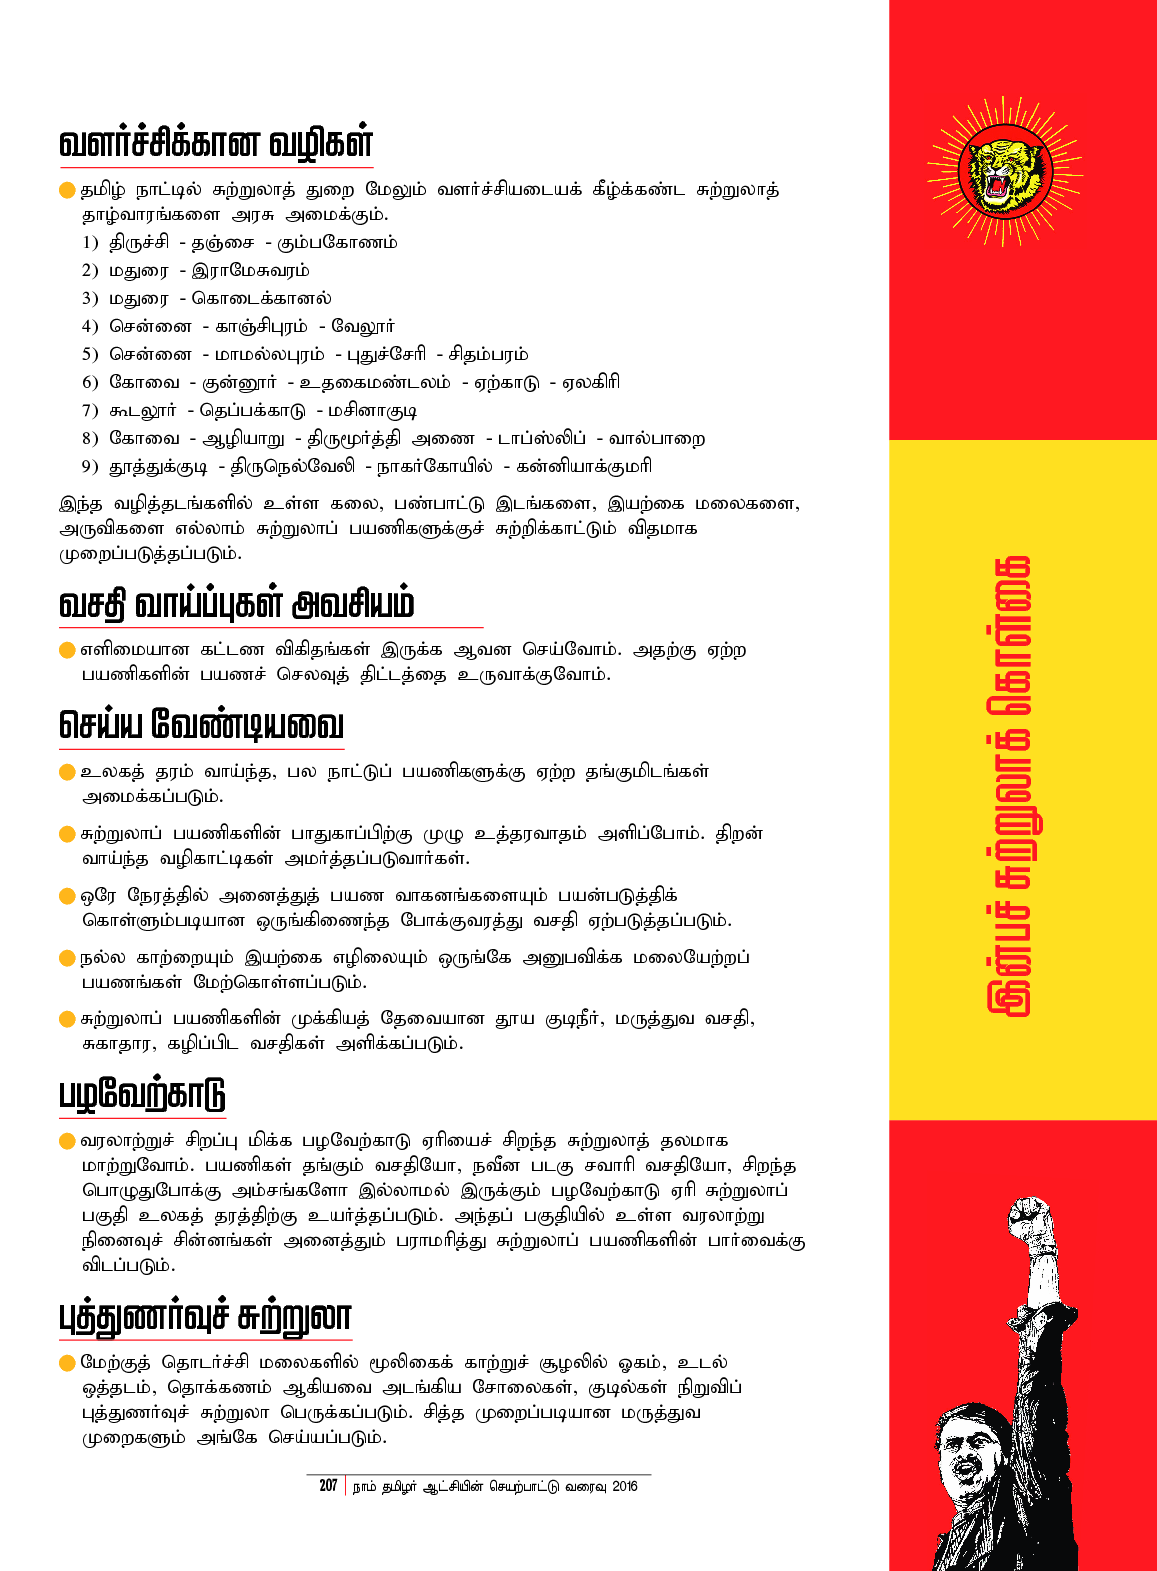 வளர்ச்சிக்கான வழிகள்
தமிழ் நாட்டில் சுற்றுலாத் துறை மேலும் வளர்ச்சியடையக் கீழ்க்கண்ட சுற்றுலாத்
தாழ்வாரங்களை அரசு அமைக்கும்.
1) திருச்சி - தஞ்சை - கும்பகோணம்
2) மதுரை - இராமேசுவரம்
3) மதுரை - கொடைக்கானல்
4) சென்னை - காஞ்சிபுரம் - வேலூர்
5) சென்னை - மாமல்லபுரம் - புதுச்சேரி - சிதம்பரம்
6) கோவை - குன்னூர் - உதகைமண்டலம் - ஏற்காடு - ஏலகிரி
7) கூடலூர் - தெப்பக்காடு - மசினாகுடி
8) கோவை - ஆழியாறு - திருமூர்த்தி அணை - டாப்ஸ்லிப் - வால்பாறை
9) தூத்துக்குடி - திருநெல்வேலி - நாகர்கோயில் - கன்னியாக்குமரி
இந்த வழித்தடங்களில் உள்ள கலை, பண்பாட்டு இடங்களை, இயற்கை மலைகளை,
அருவிகளை எல்லாம் சுற்றுலாப் பயணிகளுக்குச் சுற்றிக்காட்டும் விதமாக
முறைப்படுத்தப்படும்.
வசதி வாய்ப்புகள் அவசியம்
எளிமையான கட்டண விகிதங்கள் இருக்க ஆவன செய்வோம். அதற்கு ஏற்ற
பயணிகளின் பயணச் செலவுத் திட்டத்தை உருவாக்குவோம்.
செய்ய வேண்டியவை
உலகத் தரம் வாய்ந்த, பல நாட்டுப் பயணிகளுக்கு ஏற்ற தங்குமிடங்கள்
அமைக்கப்படும்.
சுற்றுலாப் பயணிகளின் பாதுகாப்பிற்கு முழு உத்தரவாதம் அளிப்போம். திறன்
வாய்ந்த வழிகாட்டிகள் அமர்த்தப்படுவார்கள்.
ஒரே நேரத்தில் அனைத்துத் பயண வாகனங்களையும் பயன்படுத்திக்
கொள்ளும்படியான ஒருங்கிணைந்த போக்குவரத்து வசதி ஏற்படுத்தப்படும்.
நல்ல காற்றையும் இயற்கை எழிலையும் ஒருங்கே அனுபவிக்க மலையேற்றப்
பயணங்கள் மேற்கொள்ளப்படும்.
சுற்றுலாப் பயணிகளின் முக்கியத் தேவையான தூய குடிநீர், மருத்துவ வசதி,
சுகாதார, கழிப்பிட வசதிகள் அளிக்கப்படும்.
பழவேற்காடு
வரலாற்றுச் சிறப்பு மிக்க பழவேற்காடு ஏரியைச் சிறந்த சுற்றுலாத் தலமாக
மாற்றுவோம். பயணிகள் தங்கும் வசதியோ, நவீன படகு சவாரி வசதியோ, சிறந்த
பொழுதுபோக்கு அம்சங்களோ இல்லாமல் இருக்கும் பழவேற்காடு ஏரி சுற்றுலாப்
பகுதி உலகத் தரத்திற்கு உயர்த்தப்படும். அந்தப் பகுதியில் உள்ள வரலாற்று
நினைவுச் சின்னங்கள் அனைத்தும் பராமரித்து சுற்றுலாப் பயணிகளின் பார்வைக்கு
விடப்படும்.
புத்துணர்வுச் சுற்றுலா
மேற்குத் தொடர்ச்சி மலைகளில் மூலிகைக் காற்றுச் சூழலில் ஓகம், உடல்
ஒத்தடம், தொக்கணம் ஆகியவை அடங்கிய சோலைகள், குடில்கள் நிறுவிப்
புத்துணர்வுச் சுற்றுலா பெருக்கப்படும். சித்த முறைப்படியான மருத்துவ
முறைகளும் அங்கே செய்யப்படும்.
207 நாம் தமிழர் ஆட்சியின் செயற்பாட்டு வரைவு 2016
இன்பச் சுற்றுலாக் கொள்கை